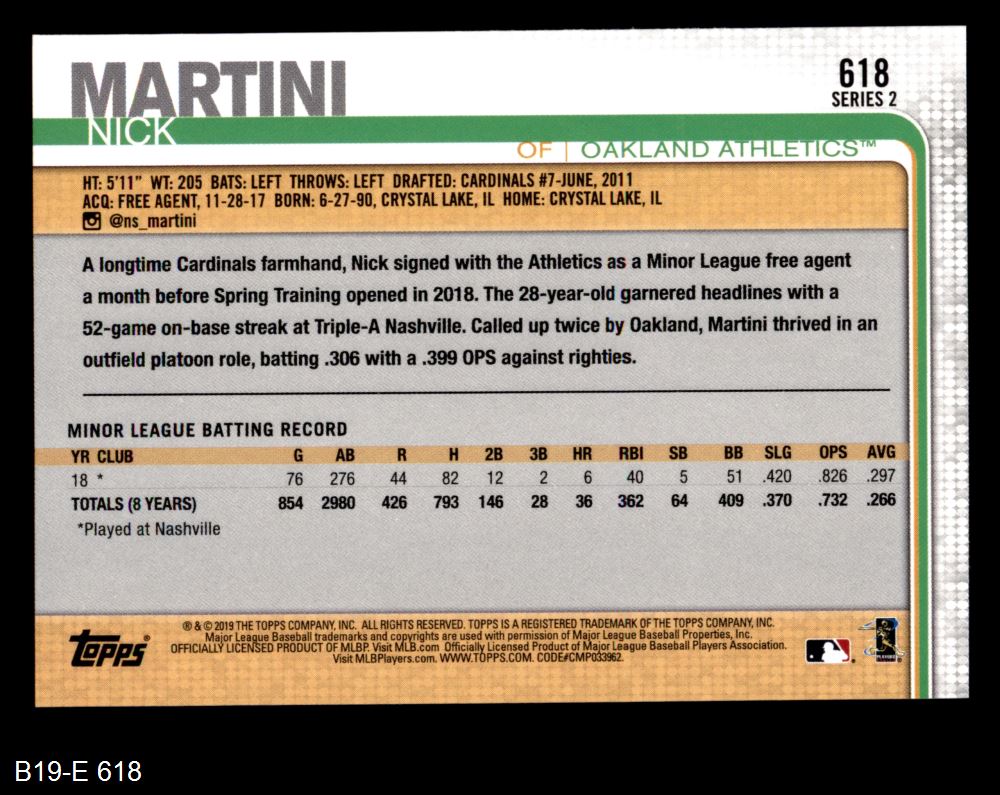 MARTINI
NICK
618
SERIES 2
OF | OAKLAND ATHLETICS™
HT: 5'11" WT: 205 BATS: LEFT THROWS: LEFT DRAFTED: CARDINALS #7-JUNE, 2011
ACQ: FREE AGENT, 11-28-17 BORN: 6-27-90, CRYSTAL LAKE, IL HOME: CRYSTAL LAKE, IL
@ns_martini
A longtime Cardinals farmhand, Nick signed with the Athletics as a Minor League free agent
a month before Spring Training opened in 2018. The 28-year-old garnered headlines with a
52-game on-base streak at Triple-A Nashville. Called up twice by Oakland, Martini thrived in an
outfield platoon role, batting .306 with a .399 OPS against righties.
MINOR LEAGUE BATTING RECORD
YR CLUB G AB R H 2B 3B HR RBI SB BB SLG OPS AVG
18 * 76 276 44 82 12 2 6 40 5 51 .420 .826 .297
TOTALS (8 YEARS) 854 2980 426 793 146 28 36 362 64 409 .370 .732 .266
*Played at Nashville
Topps®
® & © 2019 THE TOPPS COMPANY, INC. ALL RIGHTS RESERVED. TOPPS IS A REGISTERED TRADEMARK OF THE TOPPS COMPANY, INC.
Major League Baseball trademarks and copyrights are used with permission of Major League Baseball Properties, Inc.
OFFICIALLY LICENSED PRODUCT OF MLBP. Visit MLB.com Officially Licensed Product of Major League Baseball Players Association.
Visit MLBPlayers.com. WWW.TOPPS.COM. CODE#CMP033962.
B19-E 618